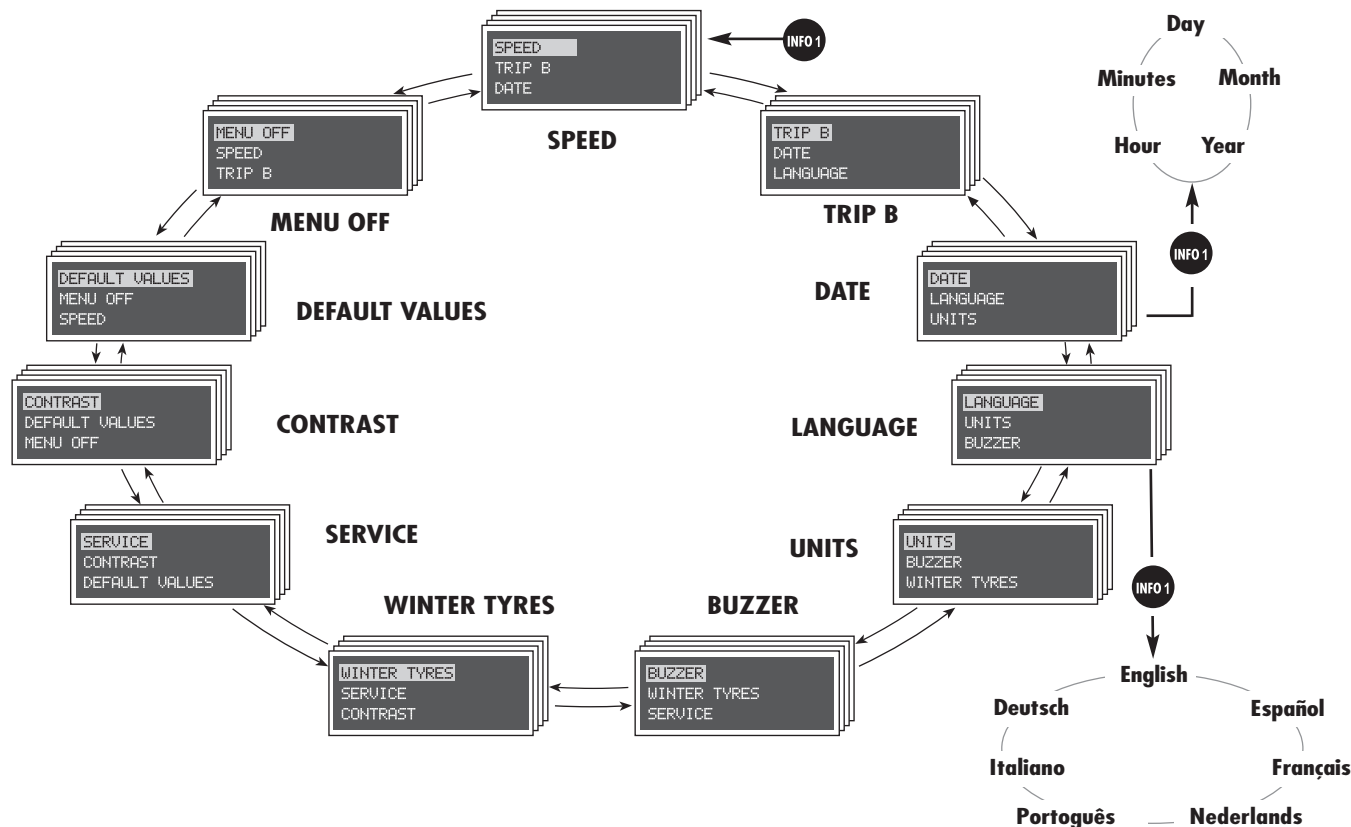 SPEED
TRIP B
DATE
INFO 1
SPEED
Day
Minutes
Month
Hour
Year
INFO 1
MENU OFF
SPEED
TRIP B
MENU OFF
TRIP B
DATE
LANGUAGE
TRIP B
DEFAULT VALUES
MENU OFF
SPEED
DEFAULT VALUES
DATE
DATE
LANGUAGE
UNITS
CONTRAST
DEFAULT VALUES
MENU OFF
CONTRAST
LANGUAGE
LANGUAGE
UNITS
BUZZER
SERVICE
CONTRAST
DEFAULT VALUES
SERVICE
UNITS
UNITS
BUZZER
WINTER TYRES
INFO 1
WINTER TYRES
WINTER TYRES
SERVICE
CONTRAST
BUZZER
BUZZER
WINTER TYRES
SERVICE
English
Deutsch
Español
Italiano
Français
Portoguês
Nederlands